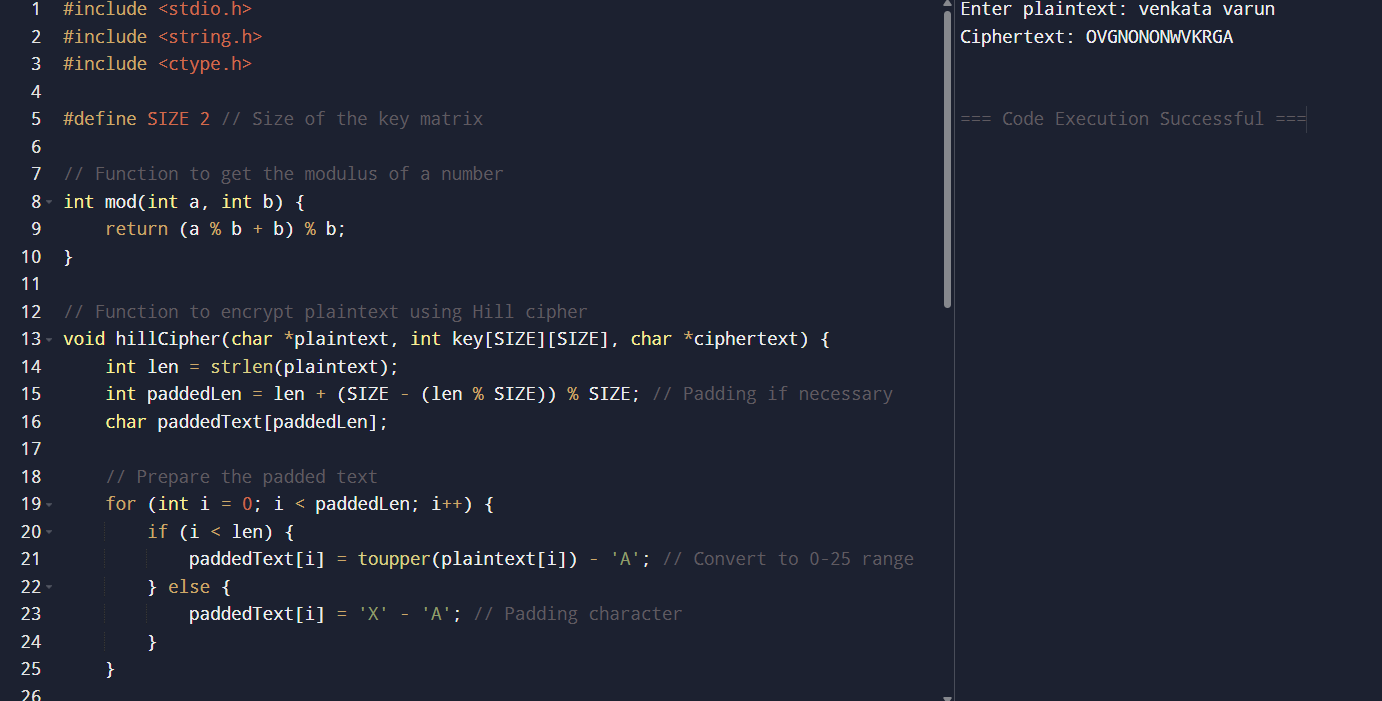 1 #include <stdio.h>
2 #include <string.h>
3 #include <ctype.h>
4
5 #define SIZE 2 // Size of the key matrix
6
7 // Function to get the modulus of a number
8 int mod(int a, int b) {
9     return (a % b + b) % b;
10 }
11
12 // Function to encrypt plaintext using Hill cipher
13 void hillCipher(char *plaintext, int key[SIZE][SIZE], char *ciphertext) {
14     int len = strlen(plaintext);
15     int paddedLen = len + (SIZE - (len % SIZE)) % SIZE; // Padding if necessary
16     char paddedText[paddedLen];
17
18     // Prepare the padded text
19     for (int i = 0; i < paddedLen; i++) {
20         if (i < len) {
21             paddedText[i] = toupper(plaintext[i]) - 'A'; // Convert to 0-25 range
22         } else {
23             paddedText[i] = 'X' - 'A'; // Padding character
24         }
25     }
26
Enter plaintext: venkata varun
Ciphertext: OVGNONONWVKRGA
=== Code Execution Successful ===